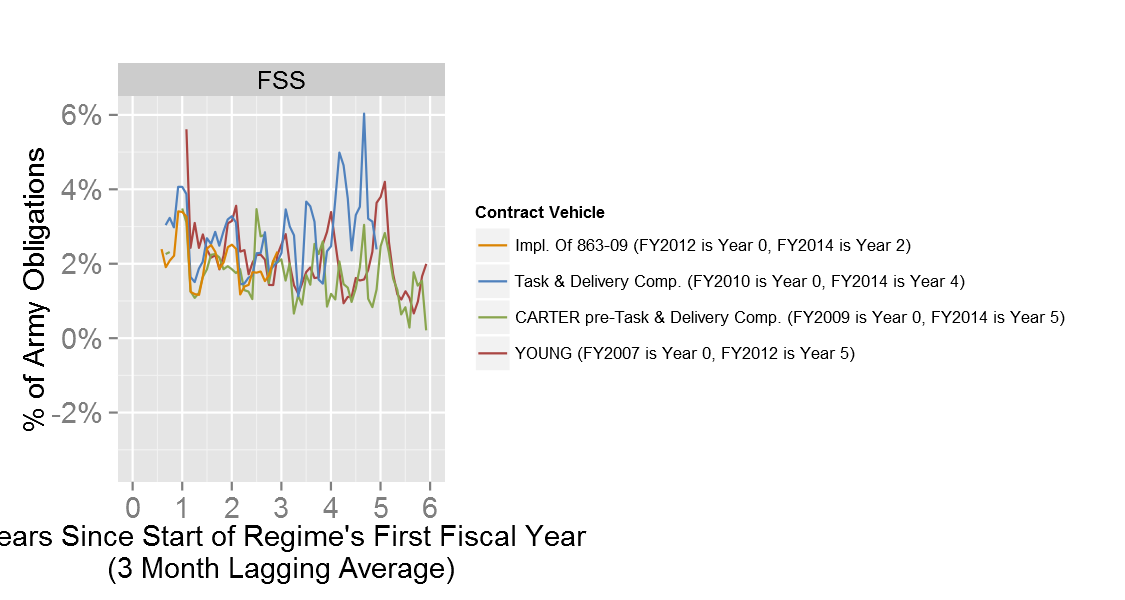 FSS
6%
4%
2%
0%
-2%
% of Army Obligations
0 1 2 3 4 5 6
ears Since Start of Regime's First Fiscal Year
(3 Month Lagging Average)
Contract Vehicle
Impl. Of 863-09 (FY2012 is Year 0, FY2014 is Year 2)
Task & Delivery Comp. (FY2010 is Year 0, FY2014 is Year 4)
CARTER pre-Task & Delivery Comp. (FY2009 is Year 0, FY2014 is Year 5)
YOUNG (FY2007 is Year 0, FY2012 is Year 5)